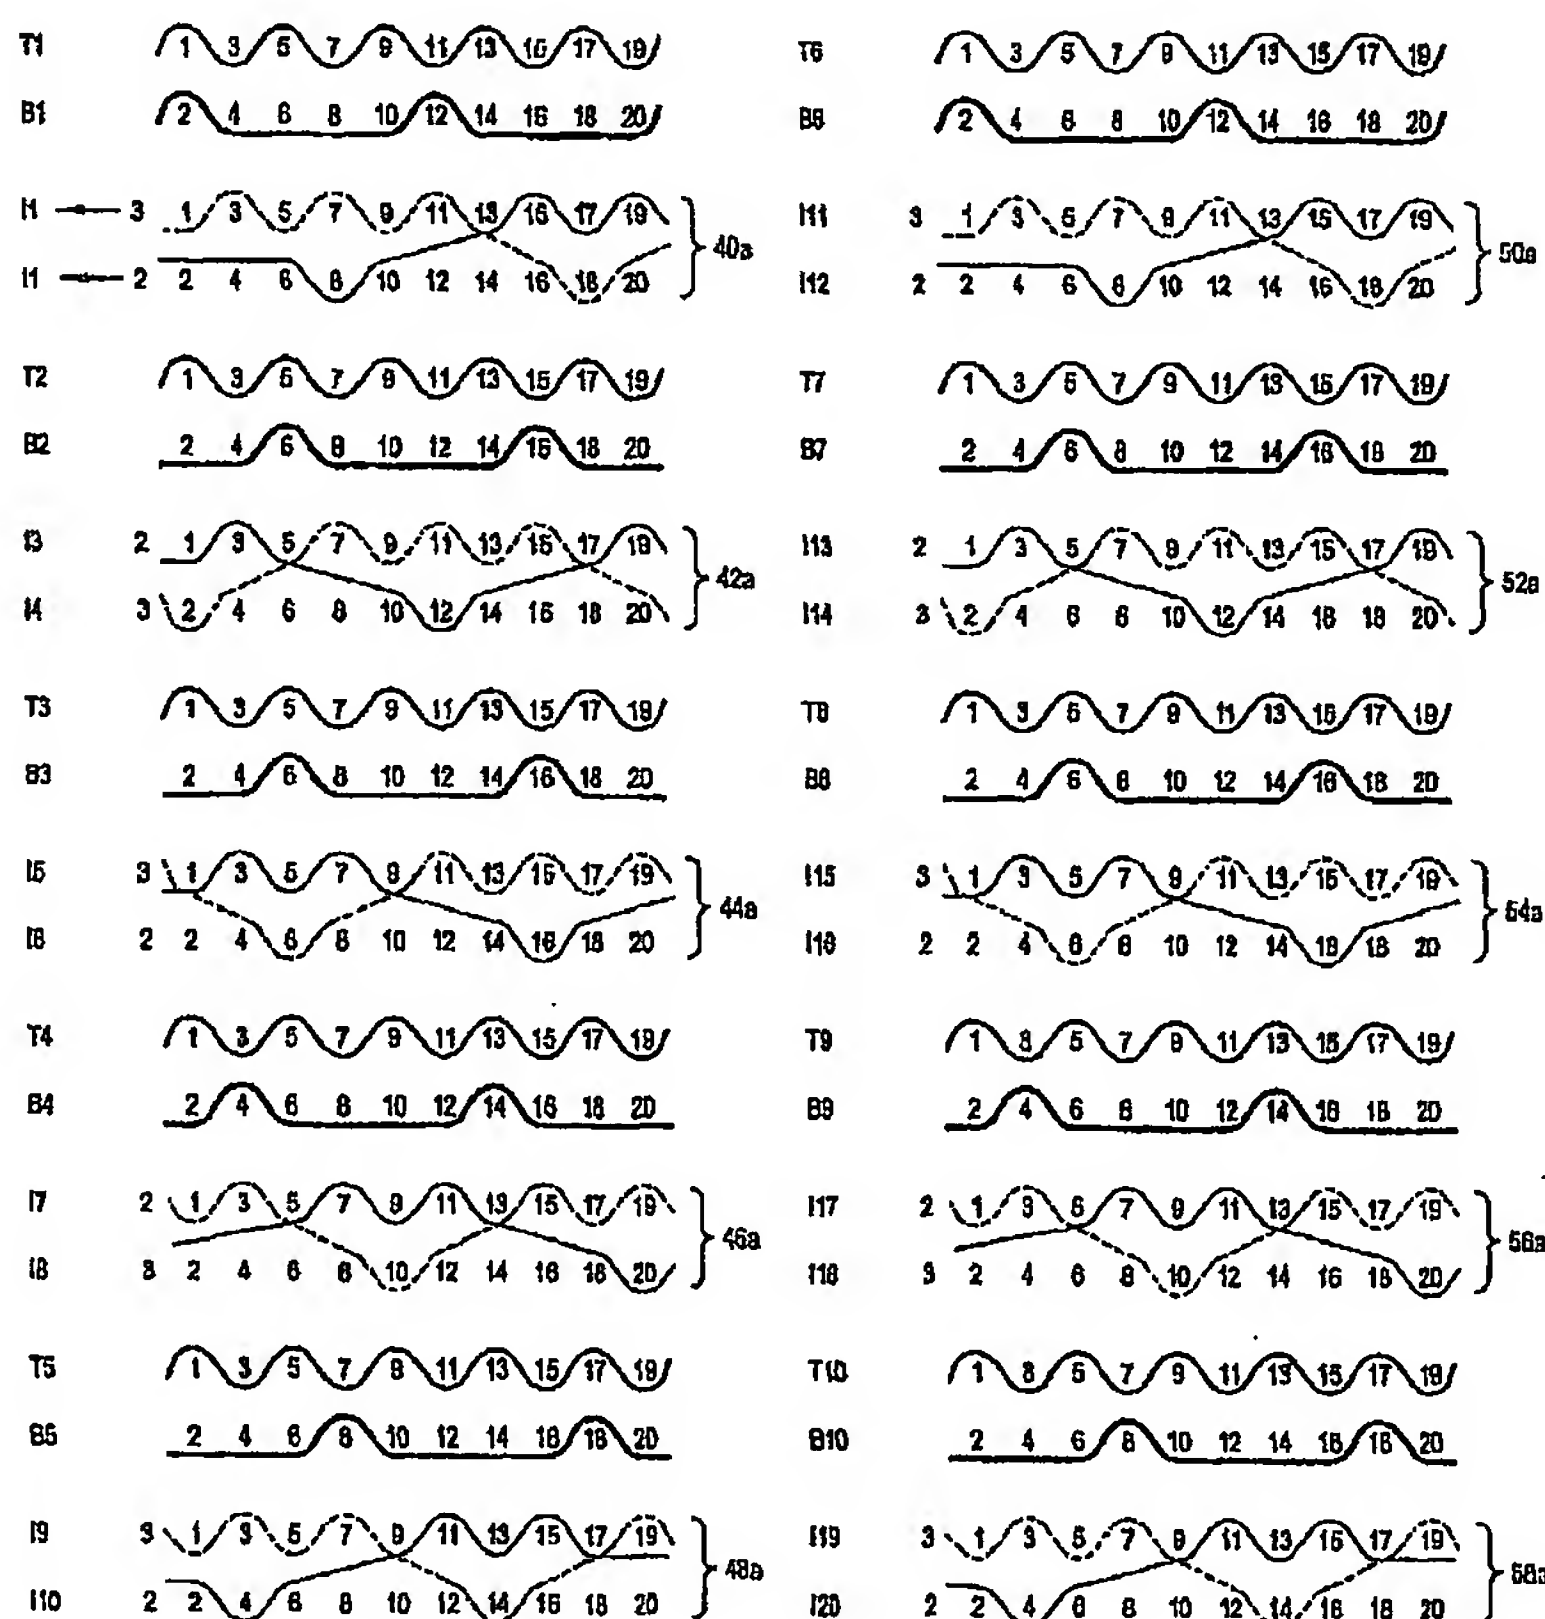 T1 1 3 5 7 9 11 13 15 17 19
B1 2 4 6 8 10 12 14 16 18 20
I1 3 1 3 5 7 9 11 13 15 17 19
40a
I1 2 2 4 6 8 10 12 14 16 18 20
T2 1 3 5 7 9 11 13 15 17 19
B2 2 4 6 8 10 12 14 16 18 20
I3 2 1 3 5 7 9 11 13 15 17 19
42a
I4 3 2 4 6 8 10 12 14 16 18 20
T3 1 3 5 7 9 11 13 15 17 19
B3 2 4 6 8 10 12 14 16 18 20
I5 3 1 3 5 7 9 11 13 15 17 19
44a
I6 2 2 4 6 8 10 12 14 16 18 20
T4 1 3 5 7 9 11 13 15 17 19
B4 2 4 6 8 10 12 14 16 18 20
I7 2 1 3 5 7 9 11 13 15 17 19
46a
I8 3 2 4 6 8 10 12 14 16 18 20
T5 1 3 5 7 9 11 13 15 17 19
B5 2 4 6 8 10 12 14 16 18 20
I9 3 1 3 5 7 9 11 13 15 17 19
48a
I10 2 2 4 6 8 10 12 14 16 18 20
T6 1 3 5 7 9 11 13 15 17 19
B6 2 4 6 8 10 12 14 16 18 20
I11 3 1 3 5 7 9 11 13 15 17 19
50a
I12 2 2 4 6 8 10 12 14 16 18 20
T7 1 3 5 7 9 11 13 15 17 19
B7 2 4 6 8 10 12 14 16 18 20
I13 2 1 3 5 7 9 11 13 15 17 19
52a
I14 3 2 4 6 8 10 12 14 16 18 20
T8 1 3 5 7 9 11 13 15 17 19
B8 2 4 6 8 10 12 14 16 18 20
I15 3 1 3 5 7 9 11 13 15 17 19
54a
I16 2 2 4 6 8 10 12 14 16 18 20
T9 1 3 5 7 9 11 13 15 17 19
B9 2 4 6 8 10 12 14 16 18 20
I17 2 1 3 5 7 9 11 13 15 17 19
56a
I18 3 2 4 6 8 10 12 14 16 18 20
T10 1 3 5 7 9 11 13 15 17 19
B10 2 4 6 8 10 12 14 16 18 20
I19 3 1 3 5 7 9 11 13 15 17 19
58a
I20 2 2 4 6 8 10 12 14 16 18 20